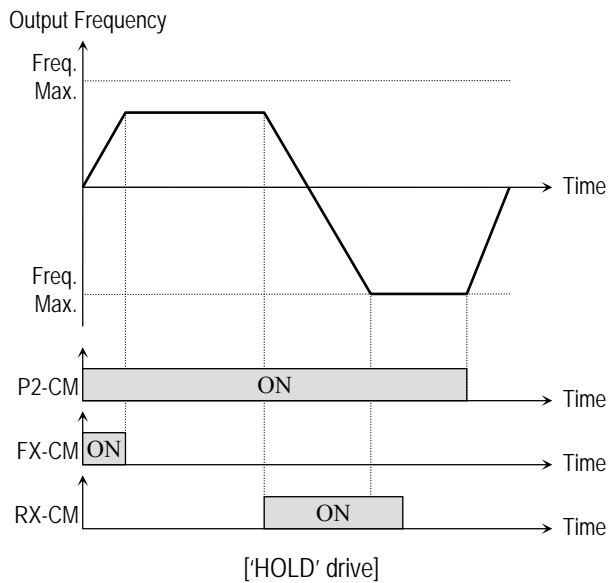 Output Frequency
Freq.
Max.
Time
Freq.
Max.
P2-CM
ON
Time
FX-CM
ON
Time
RX-CM
ON
Time
['HOLD' drive]